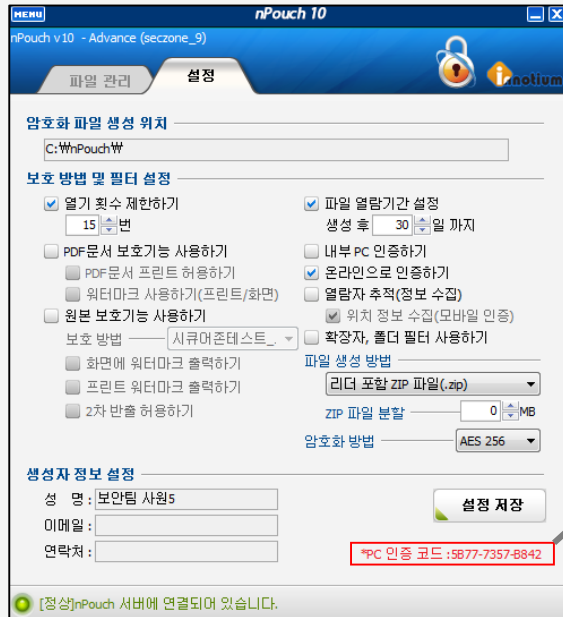 MENU
nPouch 10
nPouch v10 - Advance (seczone_9)
파일 관리
설정
innotium
암호화 파일 생성 위치
C:₩nPouch₩
보호 방법 및 필터 설정
열기 횟수 제한하기
파일 열람기간 설정
15 번
생성 후 30 일 까지
PDF문서 보호기능 사용하기
내부 PC 인증하기
PDF문서 프린트 허용하기
온라인으로 인증하기
워터마크 사용하기(프린트/화면)
열람자 추적(정보 수집)
원본 보호기능 사용하기
위치 정보 수집(모바일 인증)
보호 방법 시큐어존테스트_.
확장자, 폴더 필터 사용하기
화면에 워터마크 출력하기
파일 생성 방법
프린트 워터마크 출력하기
리더 포함 ZIP 파일(.zip)
2차 반출 허용하기
ZIP 파일 분할 0 MB
암호화 방법 AES 256
생성자 정보 설정
성 명 : 보안팀 사원5
이메일 :
연락처 :
설정 저장
*PC 인증 코드 :5B77-7357-B842
[정상]nPouch 서버에 연결되어 있습니다.